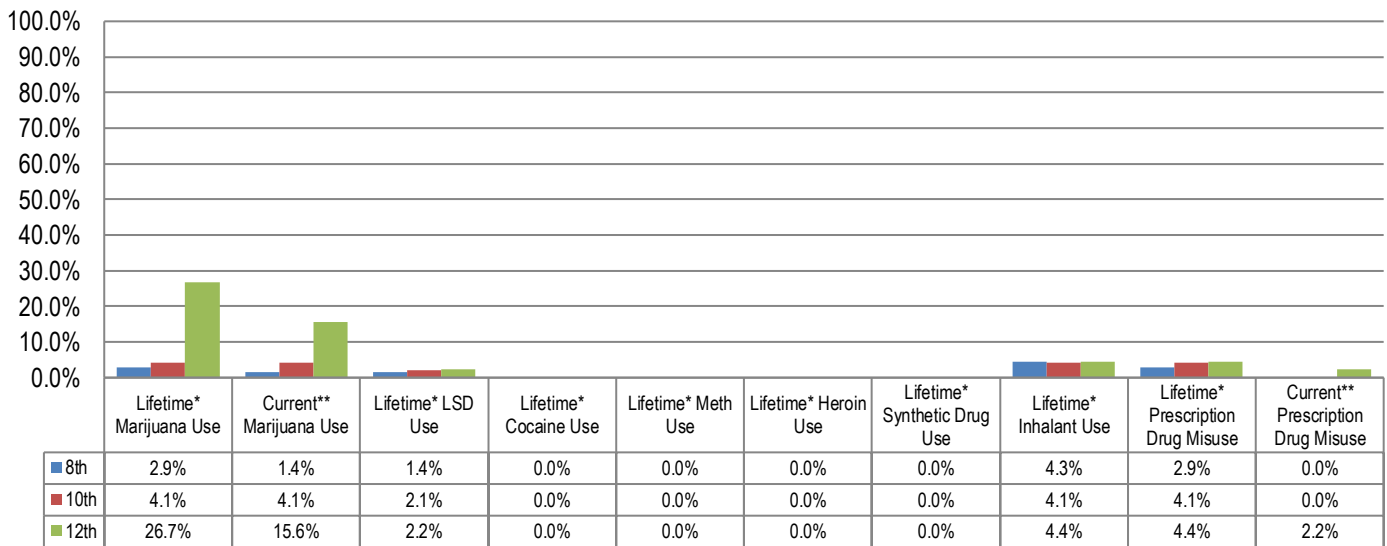 100.0%
90.0%
80.0%
70.0%
60.0%
50.0%
40.0%
30.0%
20.0%
10.0%
0.0%
Lifetime*
Marijuana Use
Current**
Marijuana Use
Lifetime* LSD
Use
Lifetime*
Cocaine Use
Lifetime* Meth
Use
Lifetime* Heroin
Use
Lifetime*
Synthetic Drug
Use
Lifetime*
Inhalant Use
Lifetime*
Prescription
Drug Misuse
Current**
Prescription
Drug Misuse
8th 2.9% 1.4% 1.4% 0.0% 0.0% 0.0% 0.0% 4.3% 2.9% 0.0%
10th 4.1% 4.1% 2.1% 0.0% 0.0% 0.0% 0.0% 4.1% 4.1% 0.0%
12th 26.7% 15.6% 2.2% 0.0% 0.0% 0.0% 0.0% 4.4% 4.4% 2.2%